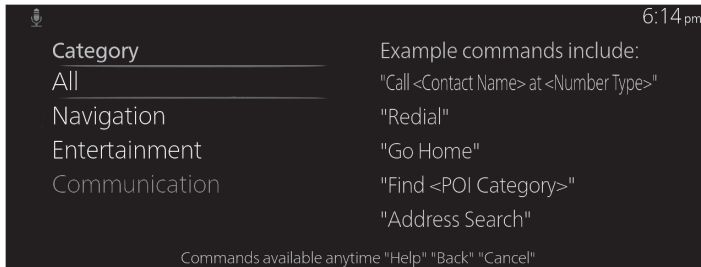 6:14 pm
Category
All
Navigation
Entertainment
Communication
Example commands include:
"Call <Contact Name> at <Number Type>"
"Redial"
"Go Home"
"Find <POI Category>"
"Address Search"
Commands available anytime "Help" "Back" "Cancel"